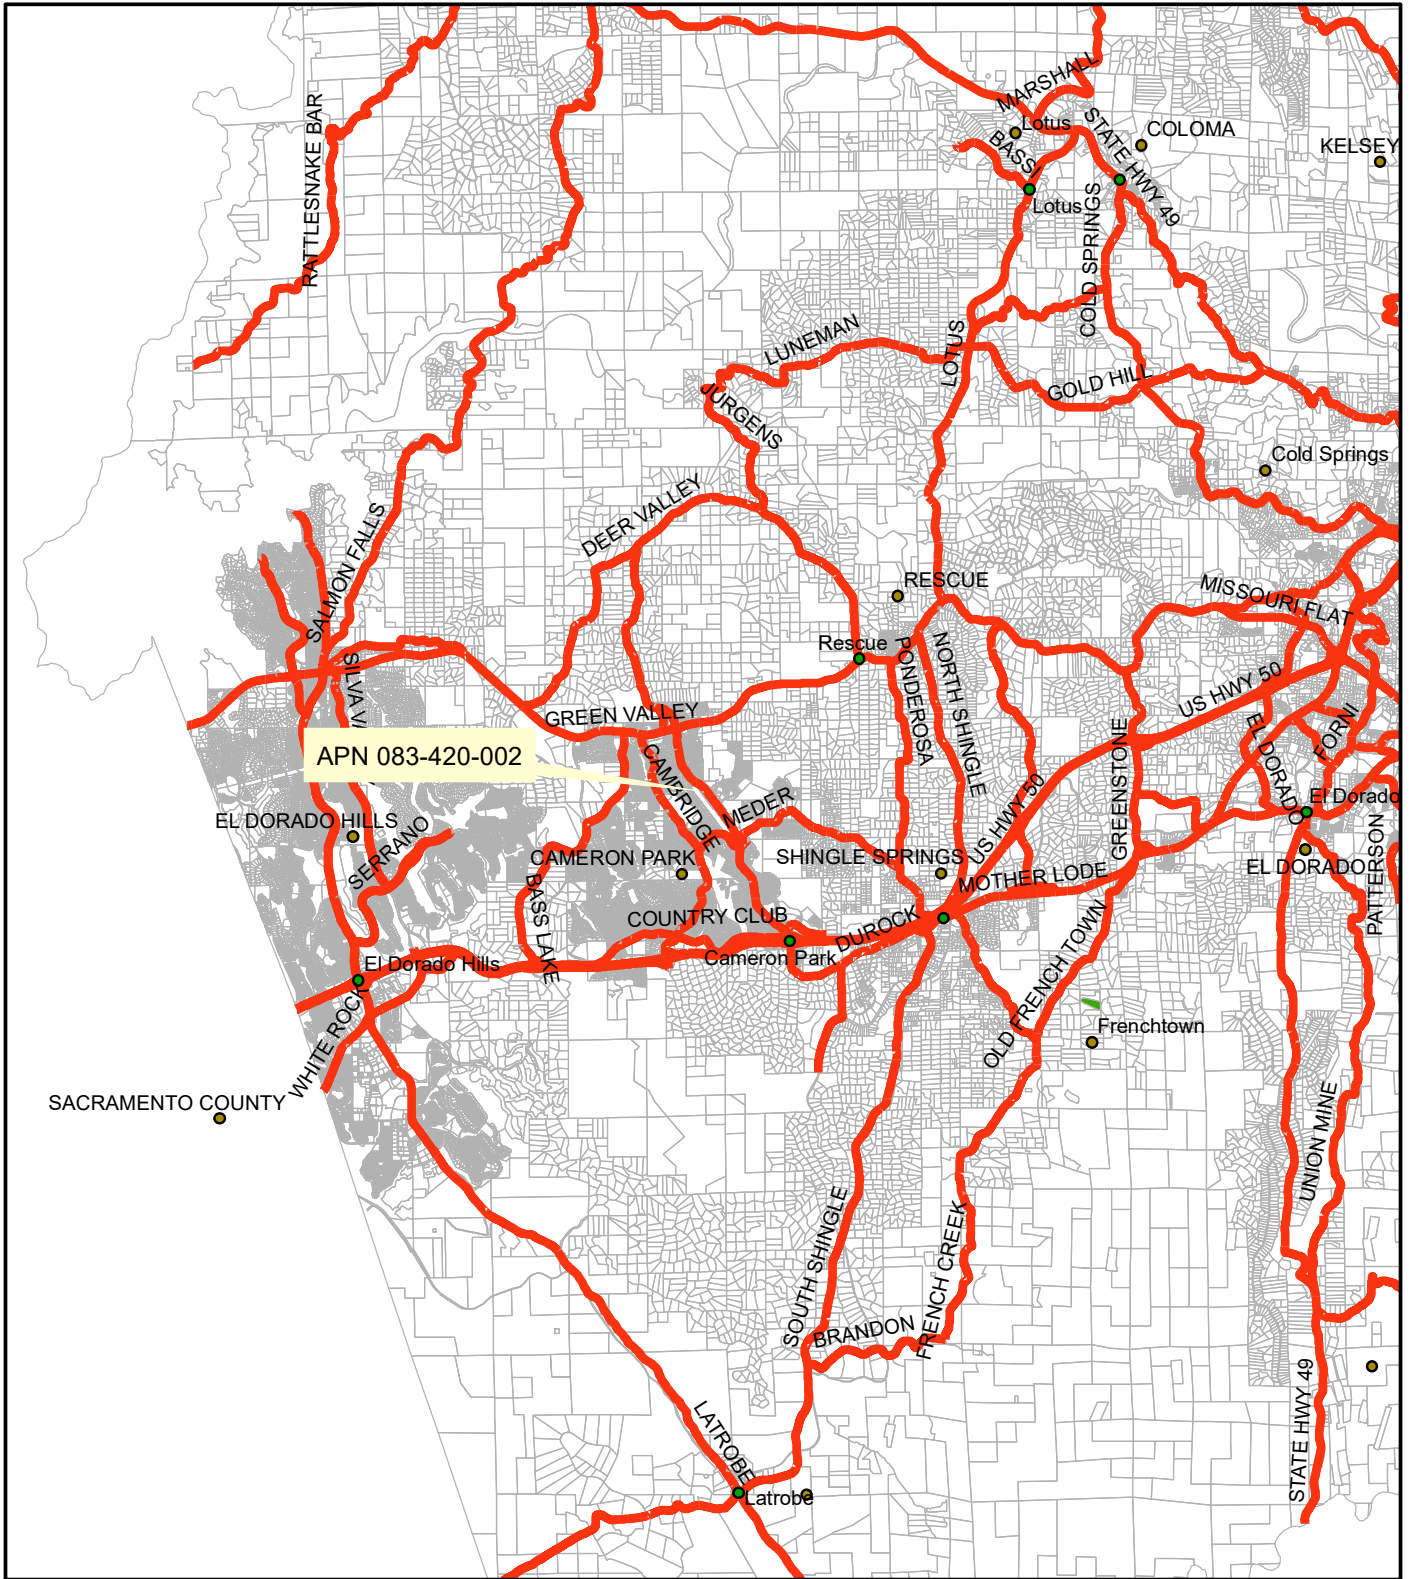 MARSHALL
RATTLESNAKE BAR
Lotus
BASSI
STATE HWY 49
COLOMA
KELSEY
Lotus
COLD SPRINGS
LUNEMAN
LOTUS
GOLD HILL
JURGENS
Cold Springs
DEER VALLEY
SALMON FALLS
RESCUE
MISSOURI FLAT
Rescue
PONDEROSA
NORTH SHINGLE
US HWY 50
SILVA V
GREEN VALLEY
EL DORADO
FORNI
APN 083-420-002
CAMBRIDGE
GREENSTONE
US HWY 50
MEDER
El Dorado
EL DORADO HILLS
SERRANO
CAMERON PARK
SHINGLE SPRINGS
MOTHER LODE
EL DORADO
PATTERSON
BASS LAKE
COUNTRY CLUB
DUROCK
Cameron Park
El Dorado Hills
OLD FRENCHTOWN
WHITE ROCK
Frenchtown
SACRAMENTO COUNTY
UNION MINE
SOUTH SHINGLE
FRENCH CREEK
BRANDON
STATE HWY 49
LATROBE
Latrobe